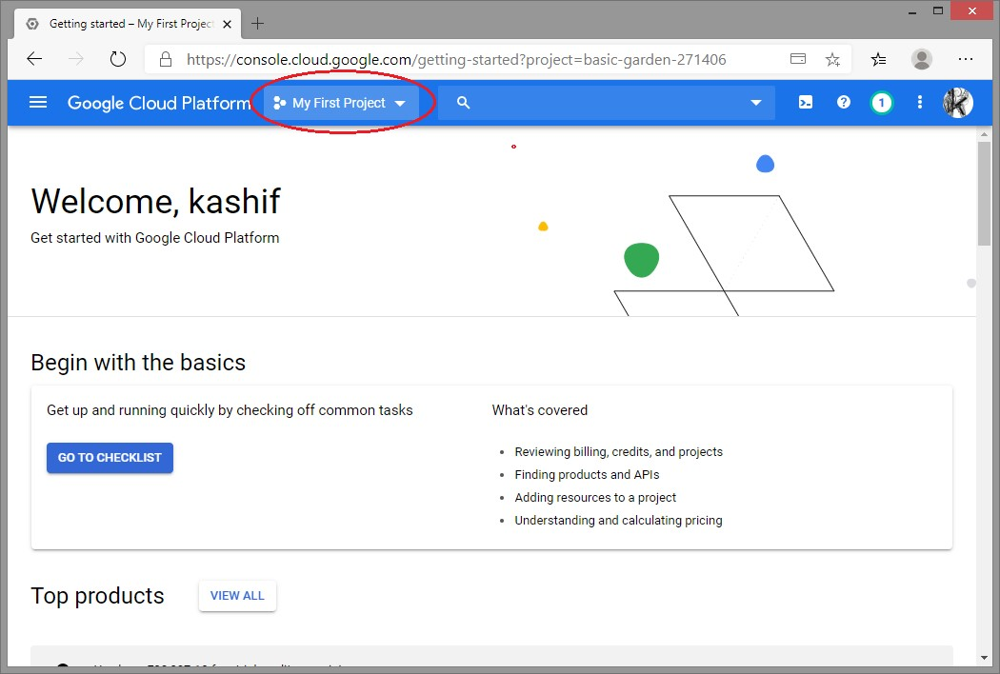 Getting started – My First Project
https://console.cloud.google.com/getting-started?project=basic-garden-271406
Google Cloud Platform
My First Project
1
Welcome, kashif
Get started with Google Cloud Platform
Begin with the basics
Get up and running quickly by checking off common tasks
What's covered
GO TO CHECKLIST
Reviewing billing, credits, and projects
Finding products and APIs
Adding resources to a project
Understanding and calculating pricing
Top products
VIEW ALL